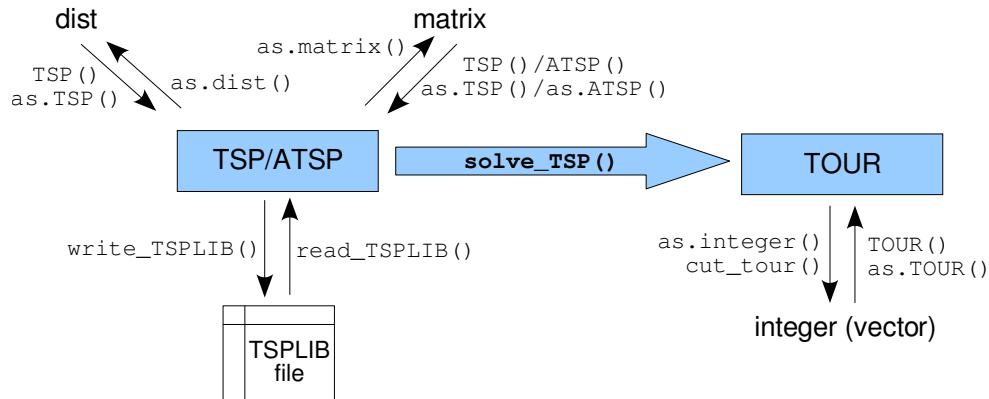 dist
matrix
as.matrix()
TSP()
as.TSP()
as.dist()
TSP()/ATSP()
as.TSP()/as.ATSP()
TSP/ATSP
solve_TSP()
TOUR
write_TSPLIB()
read_TSPLIB()
as.integer()
cut_tour()
TOUR()
as.TOUR()
TSPLIB
file
integer (vector)